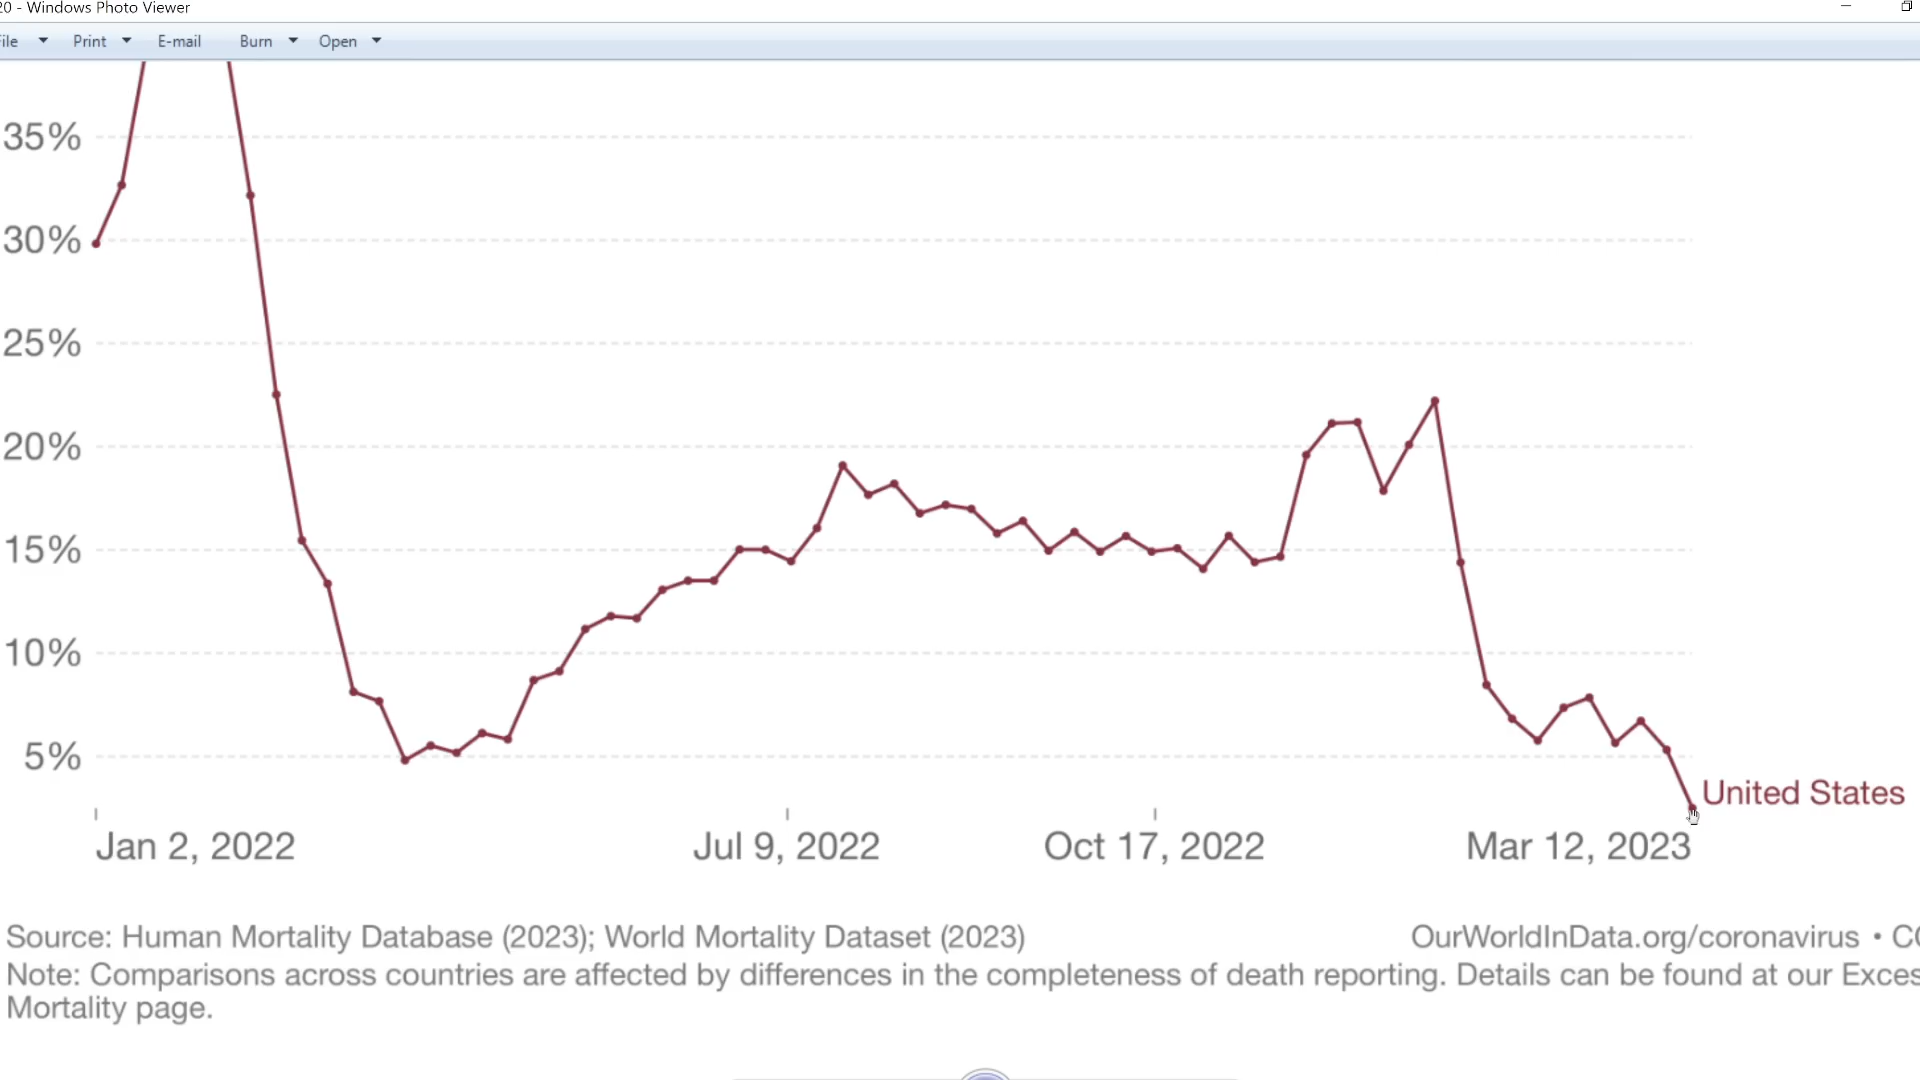 20 - Windows Photo Viewer
File Print E-mail Burn Open
35%
30%
25%
20%
15%
10%
5%
United States
Jan 2, 2022 Jul 9, 2022 Oct 17, 2022 Mar 12, 2023
Source: Human Mortality Database (2023); World Mortality Dataset (2023) OurWorldInData.org/coronavirus • CC
Note: Comparisons across countries are affected by differences in the completeness of death reporting. Details can be found at our Excess
Mortality page.